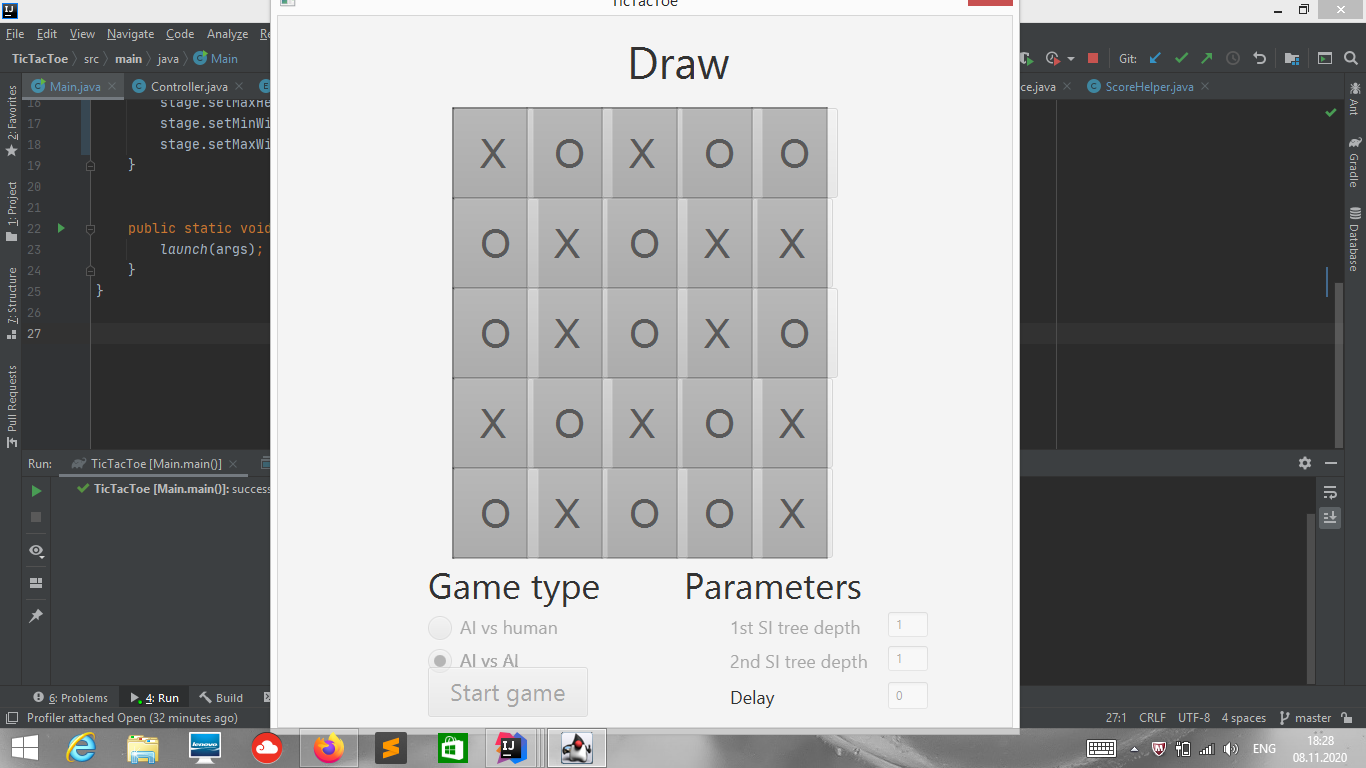 TicTacToe
File Edit View Navigate Code Analyze
TicTacToe src main java Main
Git:
Main.java Controller.java
ce.java ScoreHelper.java
Draw
X O X O O
O X O X X
O X O X O
X O X O X
O X O O X
Game type Parameters
AI vs human
AI vs AI
Start game
1st SI tree depth 1
2nd SI tree depth 1
Delay 0
16 stage.setMaxHe
17 stage.setMinWi
18 stage.setMaxWi
19 }
20
21
22 public static void
23 launch(args);
24 }
25 }
26
27
2: Favorites
1: Project
7: Structure
Pull Requests
Ant
Gradle
Database
Run: TicTacToe [Main.main()]
TicTacToe [Main.main()]: success
6: Problems 4: Run Build
Profiler attached Open (32 minutes ago)
27:1 CRLF UTF-8 4 spaces master
lenovo
ENG
18:28
08.11.2020